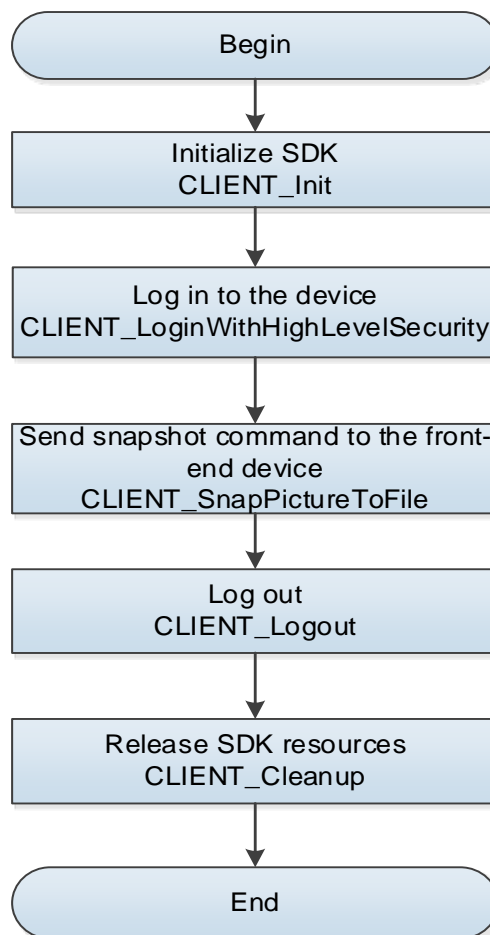 Begin
Initialize SDK
CLIENT_Init
Log in to the device
CLIENT_LoginWithHighLevelSecurity
Send snapshot command to the front-
end device
CLIENT_SnapPictureToFile
Log out
CLIENT_Logout
Release SDK resources
CLIENT_Cleanup
End